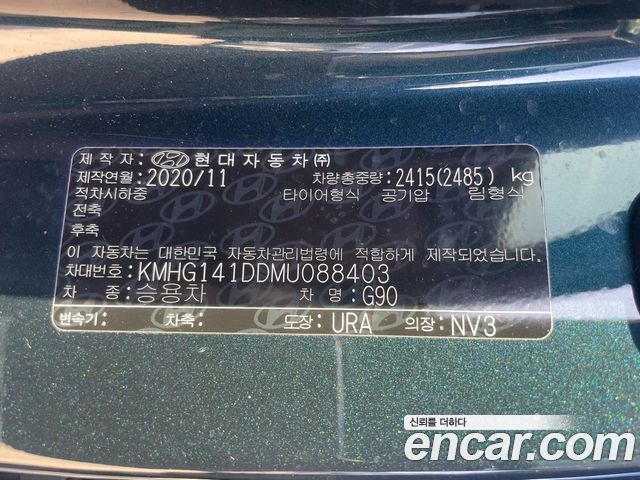 제 작 자: 현대자동차㈜
제작연월: 2020/11 차량총중량: 2415(2485) kg
적차시하중 타이어형식 공기압 림형식
전축
후축
이 자동차는 대한민국 자동차관리법령에 적합하게 제작되었습니다.
차대번호: KMHG141DDMU088403
차 종: 승용차 차 명: G90
변속기: 차축: 도장: URA 의장: NV3
신뢰를 더하다
encar.com